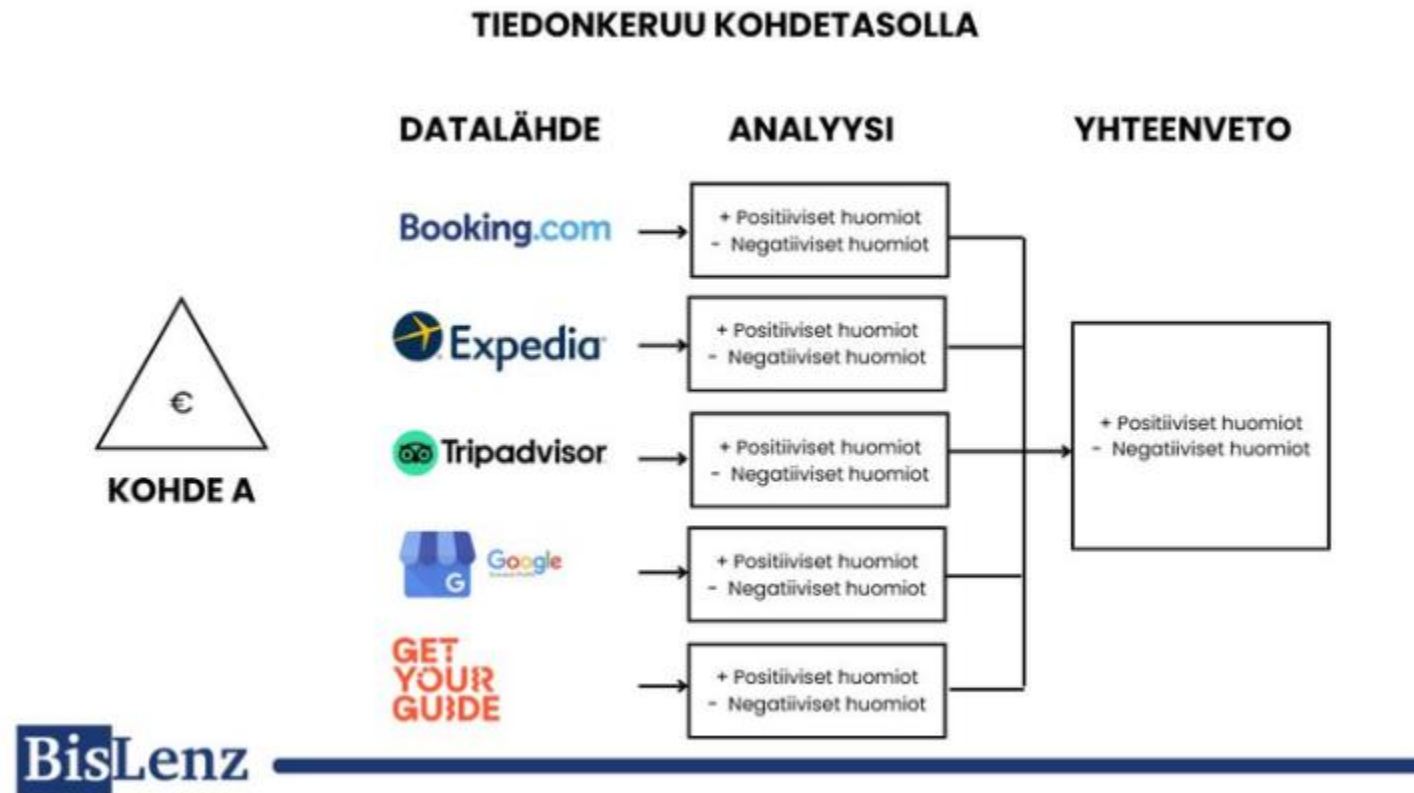 TIEDONKERUU KOHDETASOLLA
DATALÄHDE
ANALYYSI
YHTEENVETO
Booking.com
+ Positiiviset huomiot
- Negatiiviset huomiot
Expedia
+ Positiiviset huomiot
- Negatiiviset huomiot
Tripadvisor
+ Positiiviset huomiot
- Negatiiviset huomiot
G Google
+ Positiiviset huomiot
- Negatiiviset huomiot
GET
YOUR
GUIDE
+ Positiiviset huomiot
- Negatiiviset huomiot
€
KOHDE A
+ Positiiviset huomiot
- Negatiiviset huomiot
BisLenz